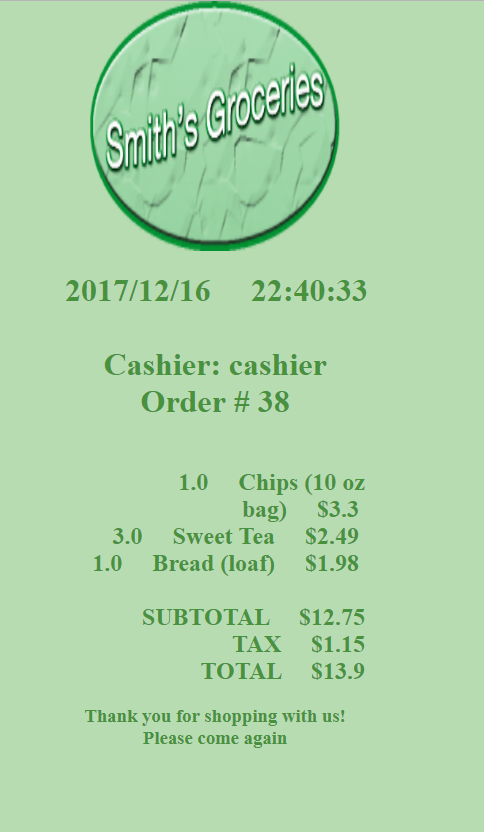 Smith's Groceries
2017/12/16 22:40:33
Cashier: cashier
Order # 38
1.0 Chips (10 oz
bag) $3.3
3.0 Sweet Tea $2.49
1.0 Bread (loaf) $1.98
SUBTOTAL $12.75
TAX $1.15
TOTAL $13.9
Thank you for shopping with us!
Please come again